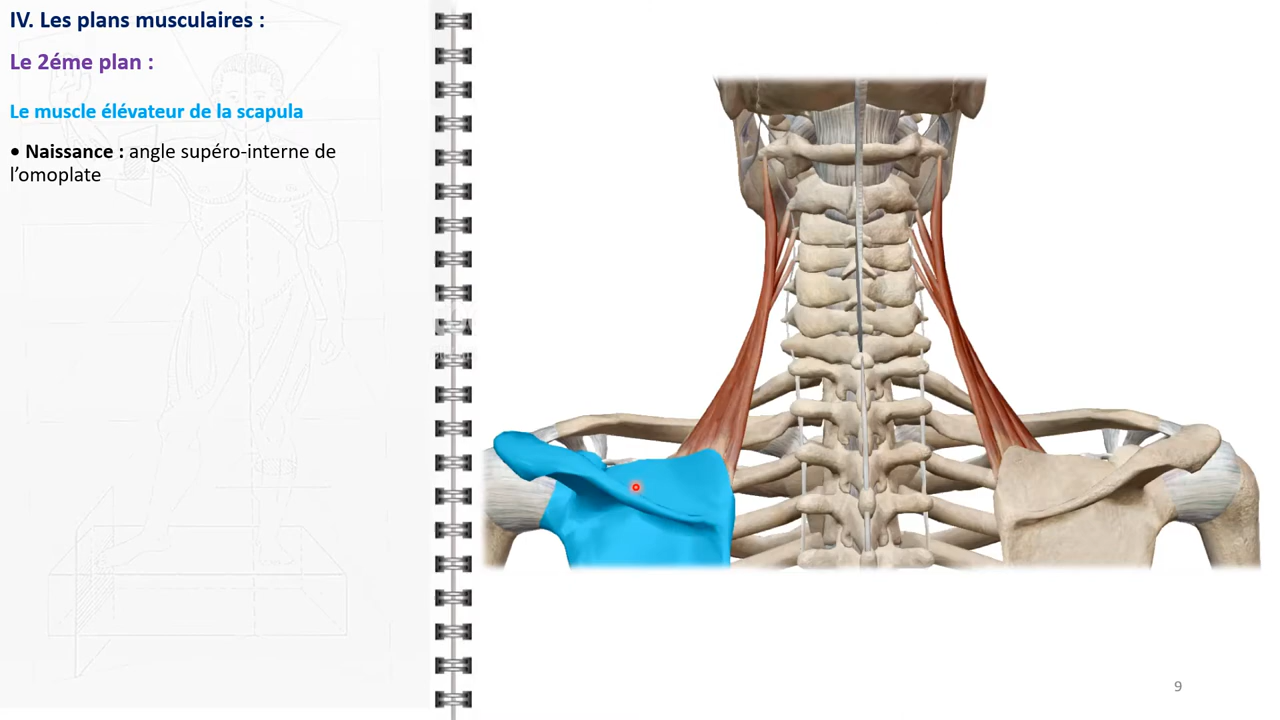 IV. Les plans musculaires :
Le 2éme plan :
Le muscle élévateur de la scapula
• Naissance : angle supéro-interne de
l’omoplate
9